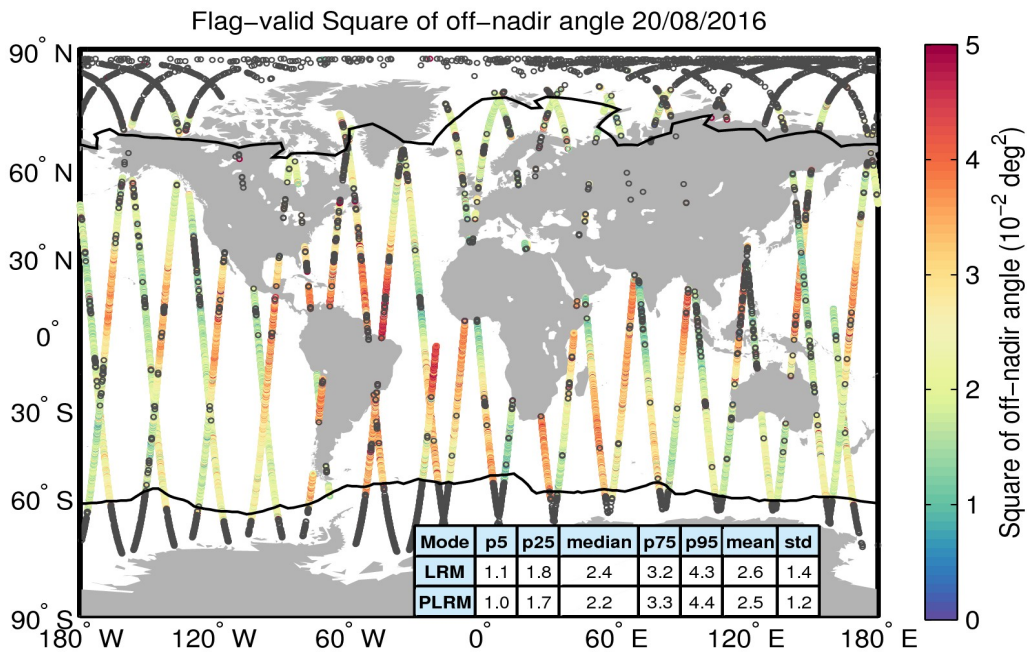 Flag−valid Square of off−nadir angle 20/08/2016
90° N
60° N
30° N
0°
30° S
60° S
90° S
180° W
120° W
60° W
0°
60° E
120° E
180° E
Mode p5 p25 median p75 p95 mean std
LRM 1.1 1.8 2.4 3.2 4.3 2.6 1.4
PLRM 1.0 1.7 2.2 3.3 4.4 2.5 1.2
5
4
3
2
1
0
Square of off−nadir angle (10⁻² deg²)